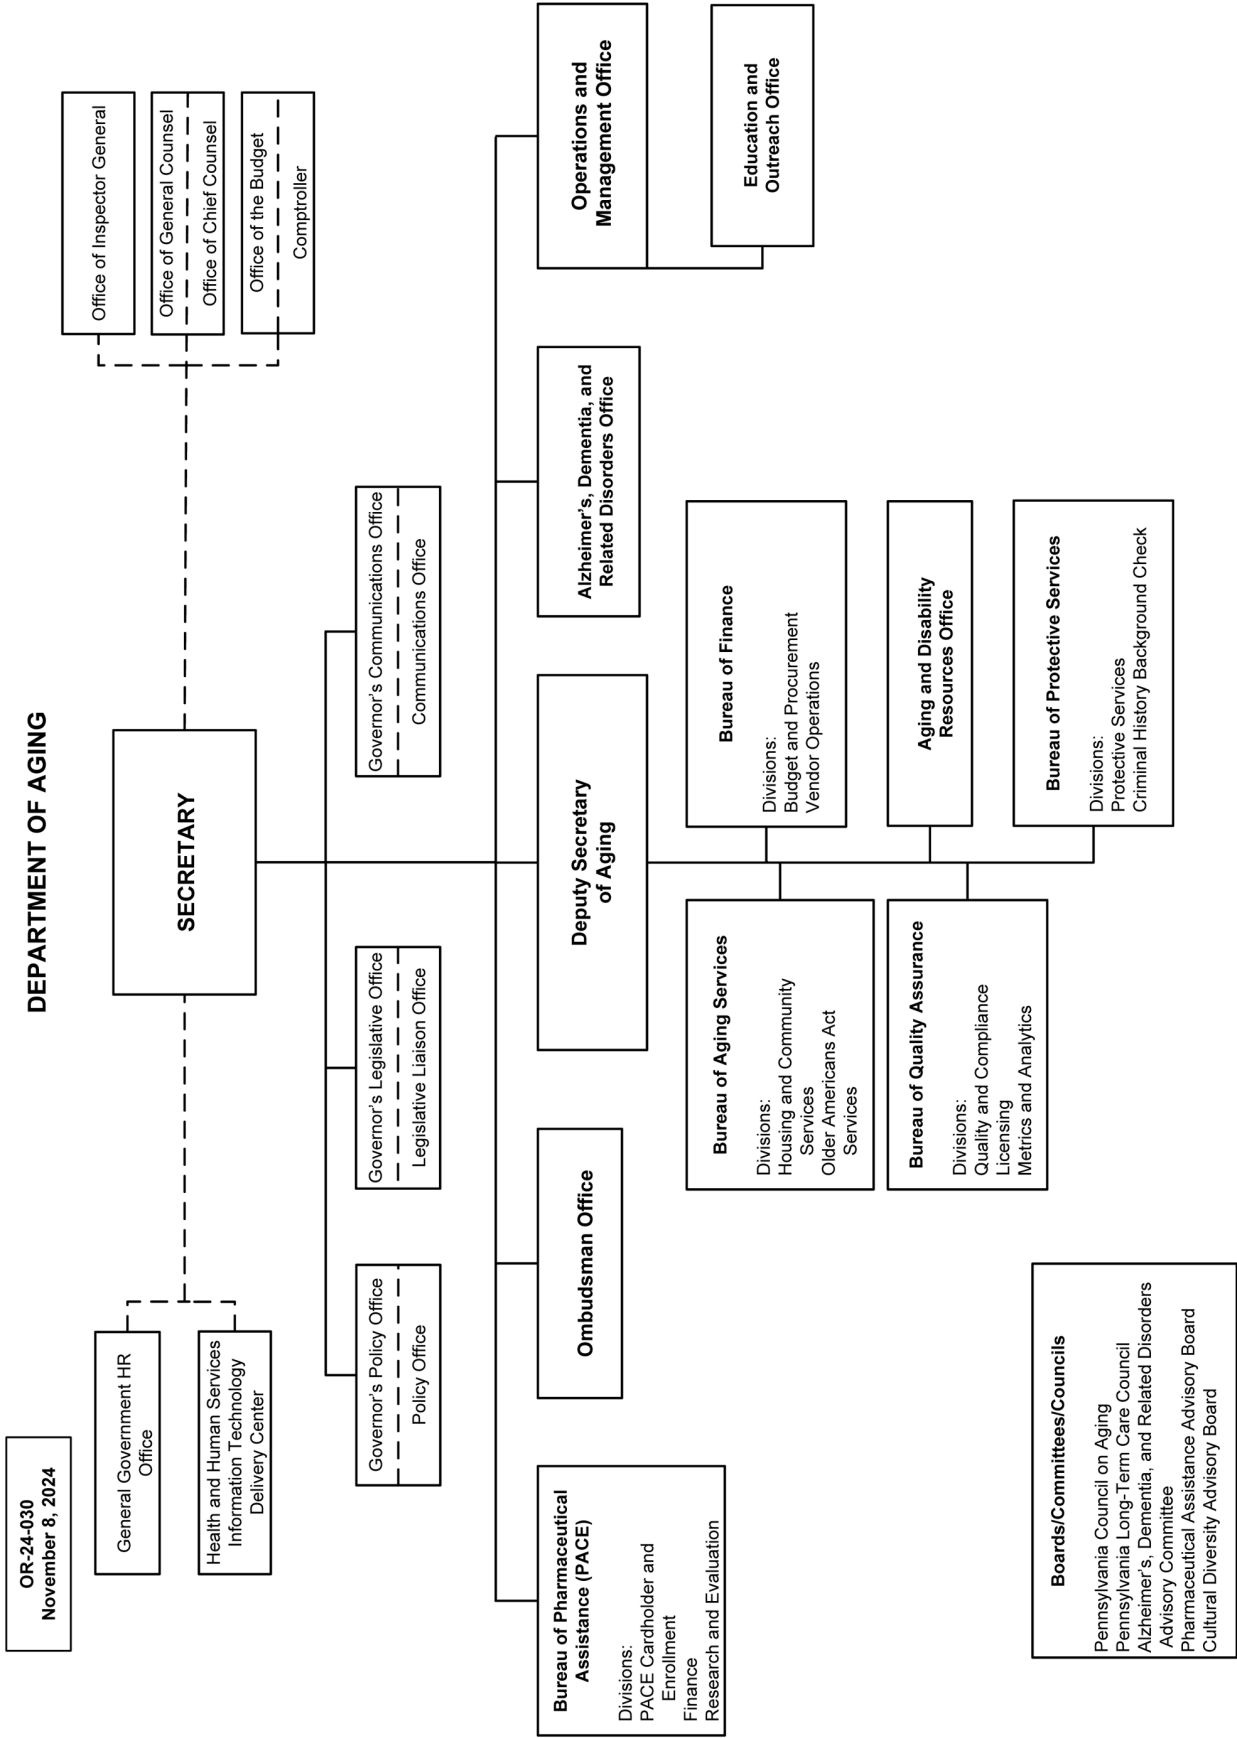 OR-24-030
November 8, 2024
DEPARTMENT OF AGING
General Government HR
Office
Health and Human Services
Information Technology
Delivery Center
SECRETARY
Office of Inspector General
Office of General Counsel
Office of Chief Counsel
Office of the Budget
Comptroller
Governor's Policy Office
Policy Office
Governor's Legislative Office
Legislative Liaison Office
Governor's Communications Office
Communications Office
Bureau of Pharmaceutical
Assistance (PACE)
Divisions:
PACE Cardholder and
Enrollment
Finance
Research and Evaluation
Ombudsman Office
Deputy Secretary
of Aging
Alzheimer's, Dementia, and
Related Disorders Office
Operations and
Management Office
Education and
Outreach Office
Bureau of Aging Services
Divisions:
Housing and Community
Services
Older Americans Act
Services
Bureau of Finance
Divisions:
Budget and Procurement
Vendor Operations
Bureau of Quality Assurance
Divisions:
Quality and Compliance
Licensing
Metrics and Analytics
Aging and Disability
Resources Office
Bureau of Protective Services
Divisions:
Protective Services
Criminal History Background Check
Boards/Committees/Councils
Pennsylvania Council on Aging
Pennsylvania Long-Term Care Council
Alzheimer's, Dementia, and Related Disorders
Advisory Committee
Pharmaceutical Assistance Advisory Board
Cultural Diversity Advisory Board